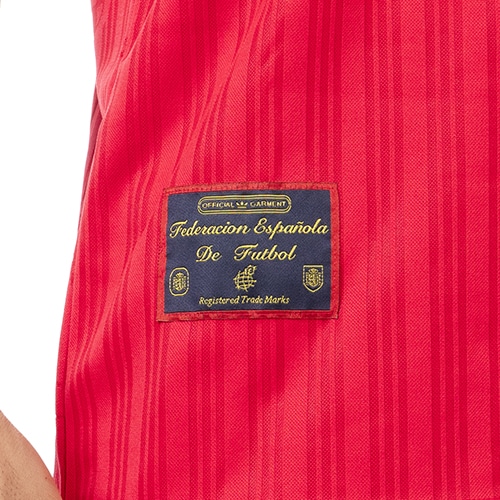 OFFICIAL GARMENT
Federacion Española
De Futbol
Registered Trade Marks